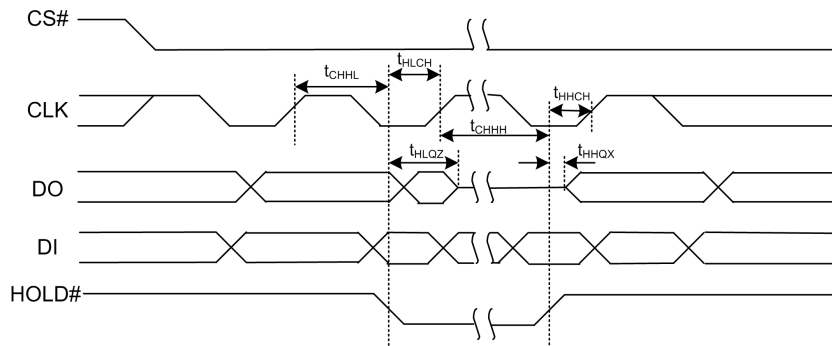 CS#
tHLCH
tCHHL
tHHCH
CLK
tCHHH
tHLQZ
tHHQX
DO
DI
HOLD#